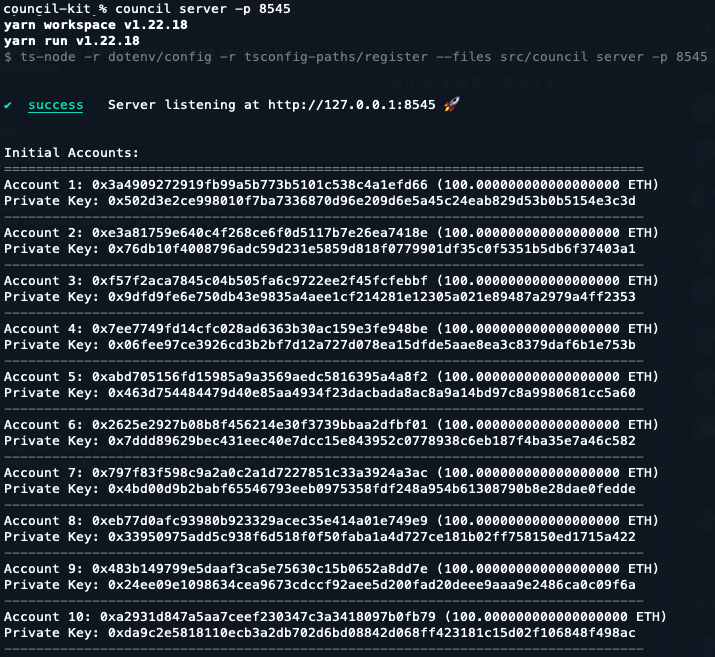 council-kit % council server -p 8545
yarn workspace v1.22.18
yarn run v1.22.18
$ ts-node -r dotenv/config -r tsconfig-paths/register --files src/council server -p 8545
✔ success Server listening at http://127.0.0.1:8545 🚀
Initial Accounts:
================================================================================
Account 1: 0x3a4909272919fb99a5b773b5101c538c4a1efd66 (100.000000000000000000 ETH)
Private Key: 0x502d3e2ce998010f7ba7336870d96e209d6e5a45c24eab829d53b0b5154e3c3d
--------------------------------------------------------------------------------
Account 2: 0xe3a81759e640c4f268ce6f0d5117b7e26ea7418e (100.000000000000000000 ETH)
Private Key: 0x76db10f4008796adc59d231e5859d818f0779901df35c0f5351b5db6f37403a1
--------------------------------------------------------------------------------
Account 3: 0xf57f2aca7845c04b505fa6c9722ee2f45fcfebbf (100.000000000000000000 ETH)
Private Key: 0x9dfd9fe6e750db43e9835a4aee1cf214281e12305a021e89487a2979a4ff2353
--------------------------------------------------------------------------------
Account 4: 0x7ee7749fd14cfc028ad6363b30ac159e3fe948be (100.000000000000000000 ETH)
Private Key: 0x06fee97ce3926cd3b2bf7d12a727d078ea15dfde5aae8ea3c8379daf6b1e753b
--------------------------------------------------------------------------------
Account 5: 0xabd705156fd15985a9a3569aedc5816395a4a8f2 (100.000000000000000000 ETH)
Private Key: 0x463d754484479d40e85aa4934f23dacbada8ac8a9a14bd97c8a9980681cc5a60
--------------------------------------------------------------------------------
Account 6: 0x2625e2927b08b8f456214e30f3739bbaa2dfbf01 (100.000000000000000000 ETH)
Private Key: 0x7ddd89629bec431eec40e7dcc15e843952c0778938c6eb187f4ba35e7a46c582
--------------------------------------------------------------------------------
Account 7: 0x797f83f598c9a2a0c2a1d7227851c33a3924a3ac (100.000000000000000000 ETH)
Private Key: 0x4bd00d9b2babf65546793eeb0975358fdf248a954b61308790b8e28dae0fedde
--------------------------------------------------------------------------------
Account 8: 0xeb77d0afc93980b923329acec35e414a01e749e9 (100.000000000000000000 ETH)
Private Key: 0x33950975add5c938f6d518f0f50faba1a4d727ce181b02ff758150ed1715a422
--------------------------------------------------------------------------------
Account 9: 0x483b149799e5daaf3ca5e75630c15b0652a8dd7e (100.000000000000000000 ETH)
Private Key: 0x24ee09e1098634cea9673cdccf92aee5d200fad20deee9aaa9e2486ca0c09f6a
--------------------------------------------------------------------------------
Account 10: 0xa2931d847a5aa7ceef230347c3a3418097b0fb79 (100.000000000000000000 ETH)
Private Key: 0xda9c2e5818110ecb3a2db702d6bd08842d068ff423181c15d02f106848f498ac
--------------------------------------------------------------------------------